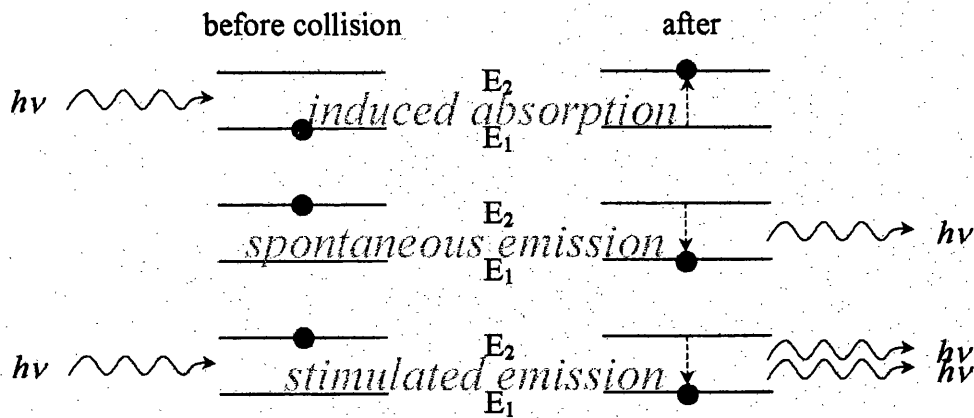 before collision after
E₂
hν
induced absorption
E₁
E₂
hν
spontaneous emission
E₁
E₂
hν hν
hν
stimulated emission
E₁